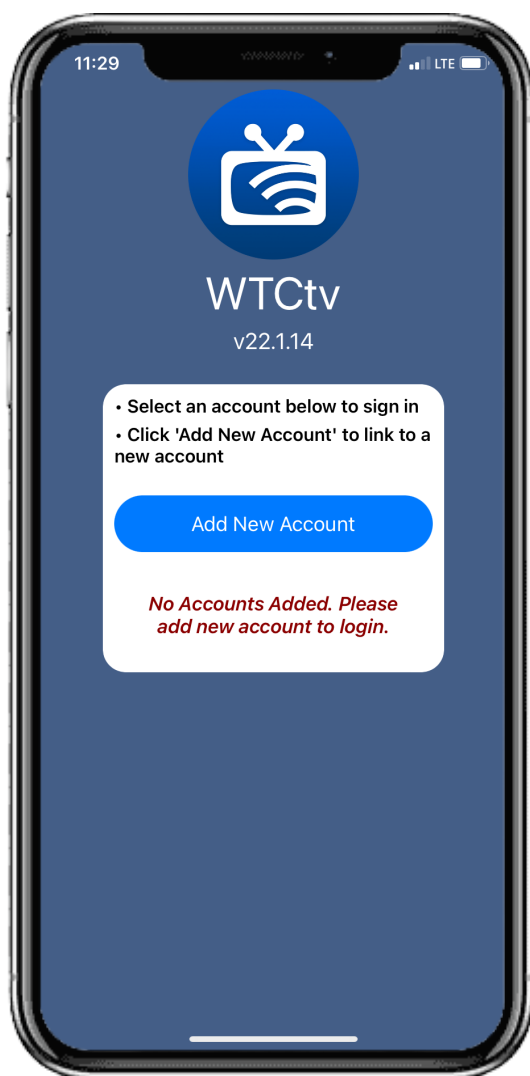 11:29
LTE
WTCtv
v22.1.14
• Select an account below to sign in
• Click 'Add New Account' to link to a
new account
Add New Account
No Accounts Added. Please
add new account to login.